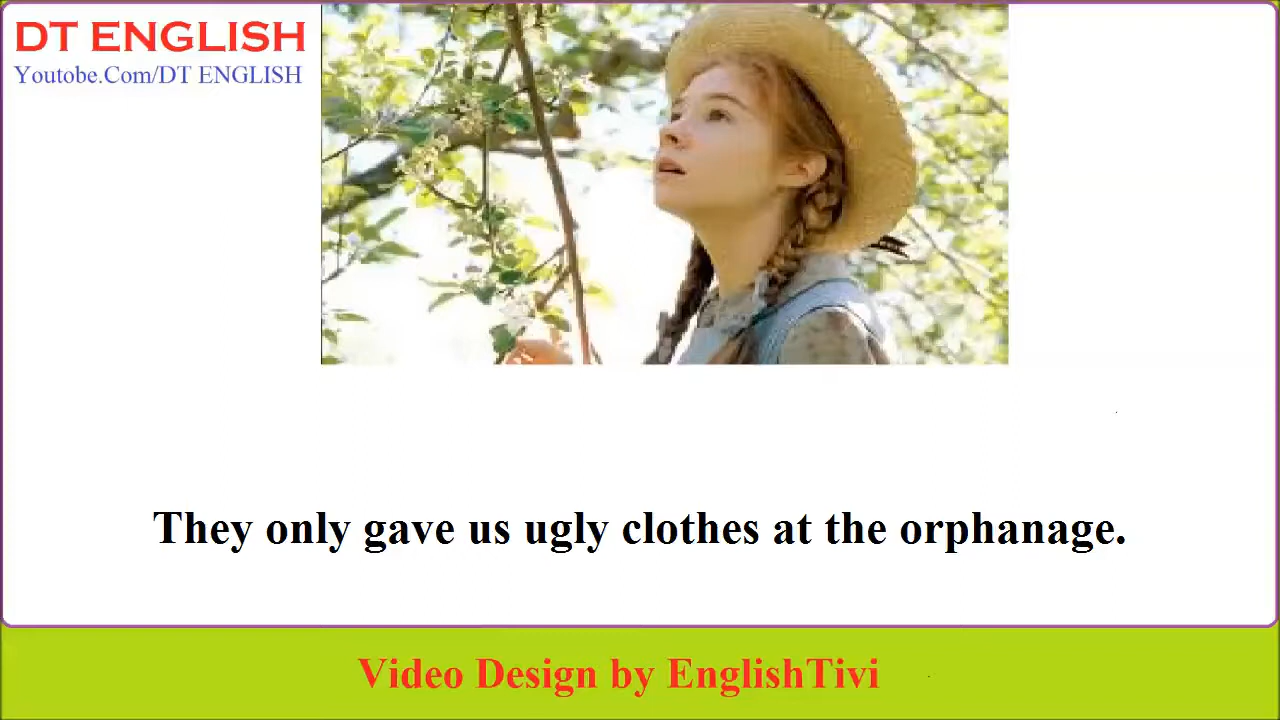 DT ENGLISH
Youtobe.Com/DT ENGLISH
They only gave us ugly clothes at the orphanage.
Video Design by EnglishTivi